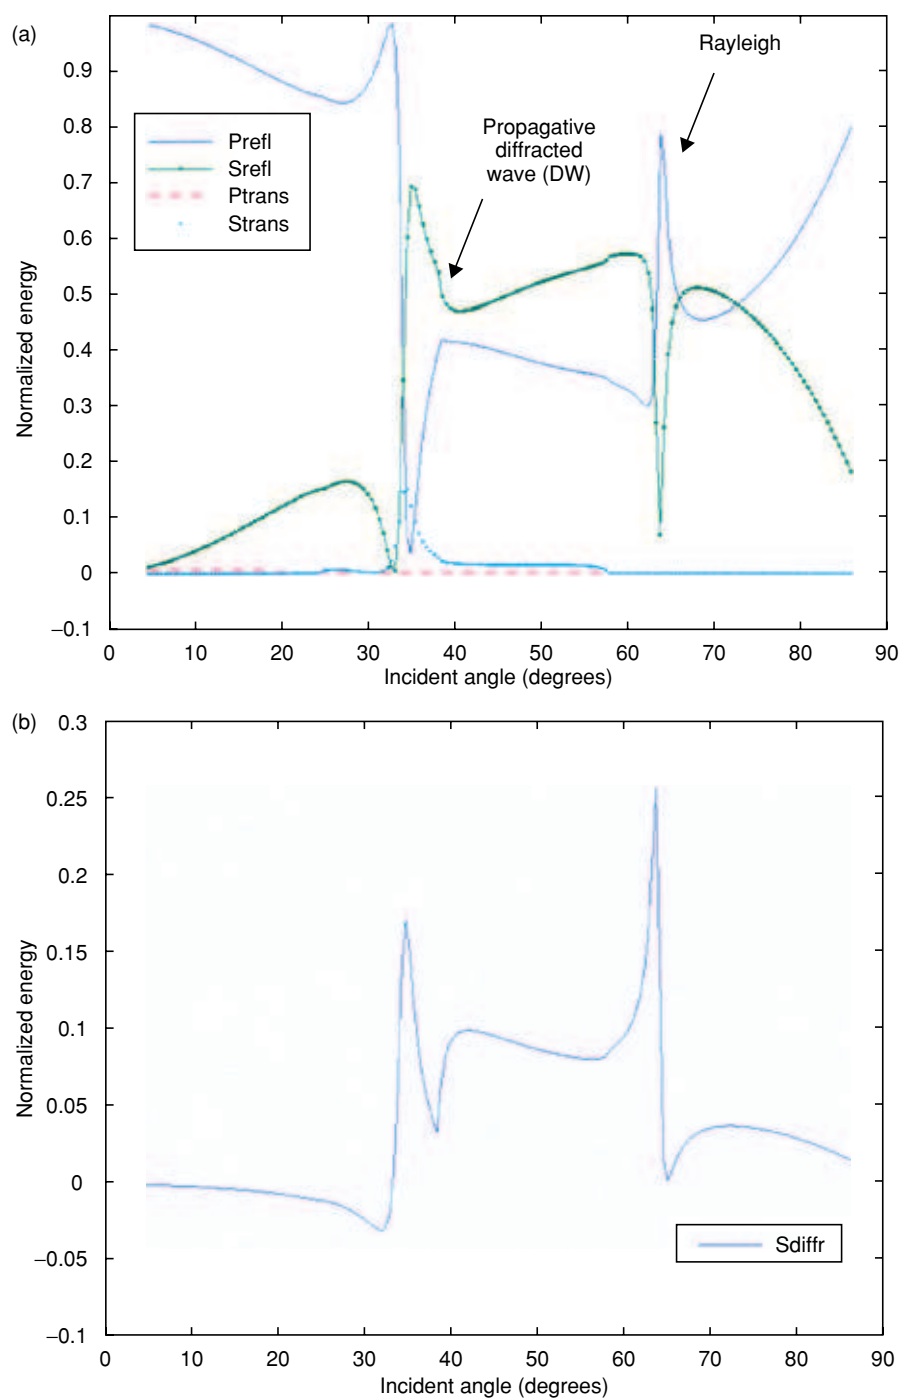 (a)
0.9
0.8
0.7
0.6
0.5
0.4
0.3
0.2
0.1
0
−0.1
Normalized energy
Prefl
Srefl
Ptrans
Strans
Propagative
diffracted
wave (DW)
Rayleigh
0 10 20 30 40 50 60 70 80 90
Incident angle (degrees)
(b)
0.3
0.25
0.2
0.15
0.1
0.05
0
−0.05
−0.1
Normalized energy
Sdiffr
0 10 20 30 40 50 60 70 80 90
Incident angle (degrees)